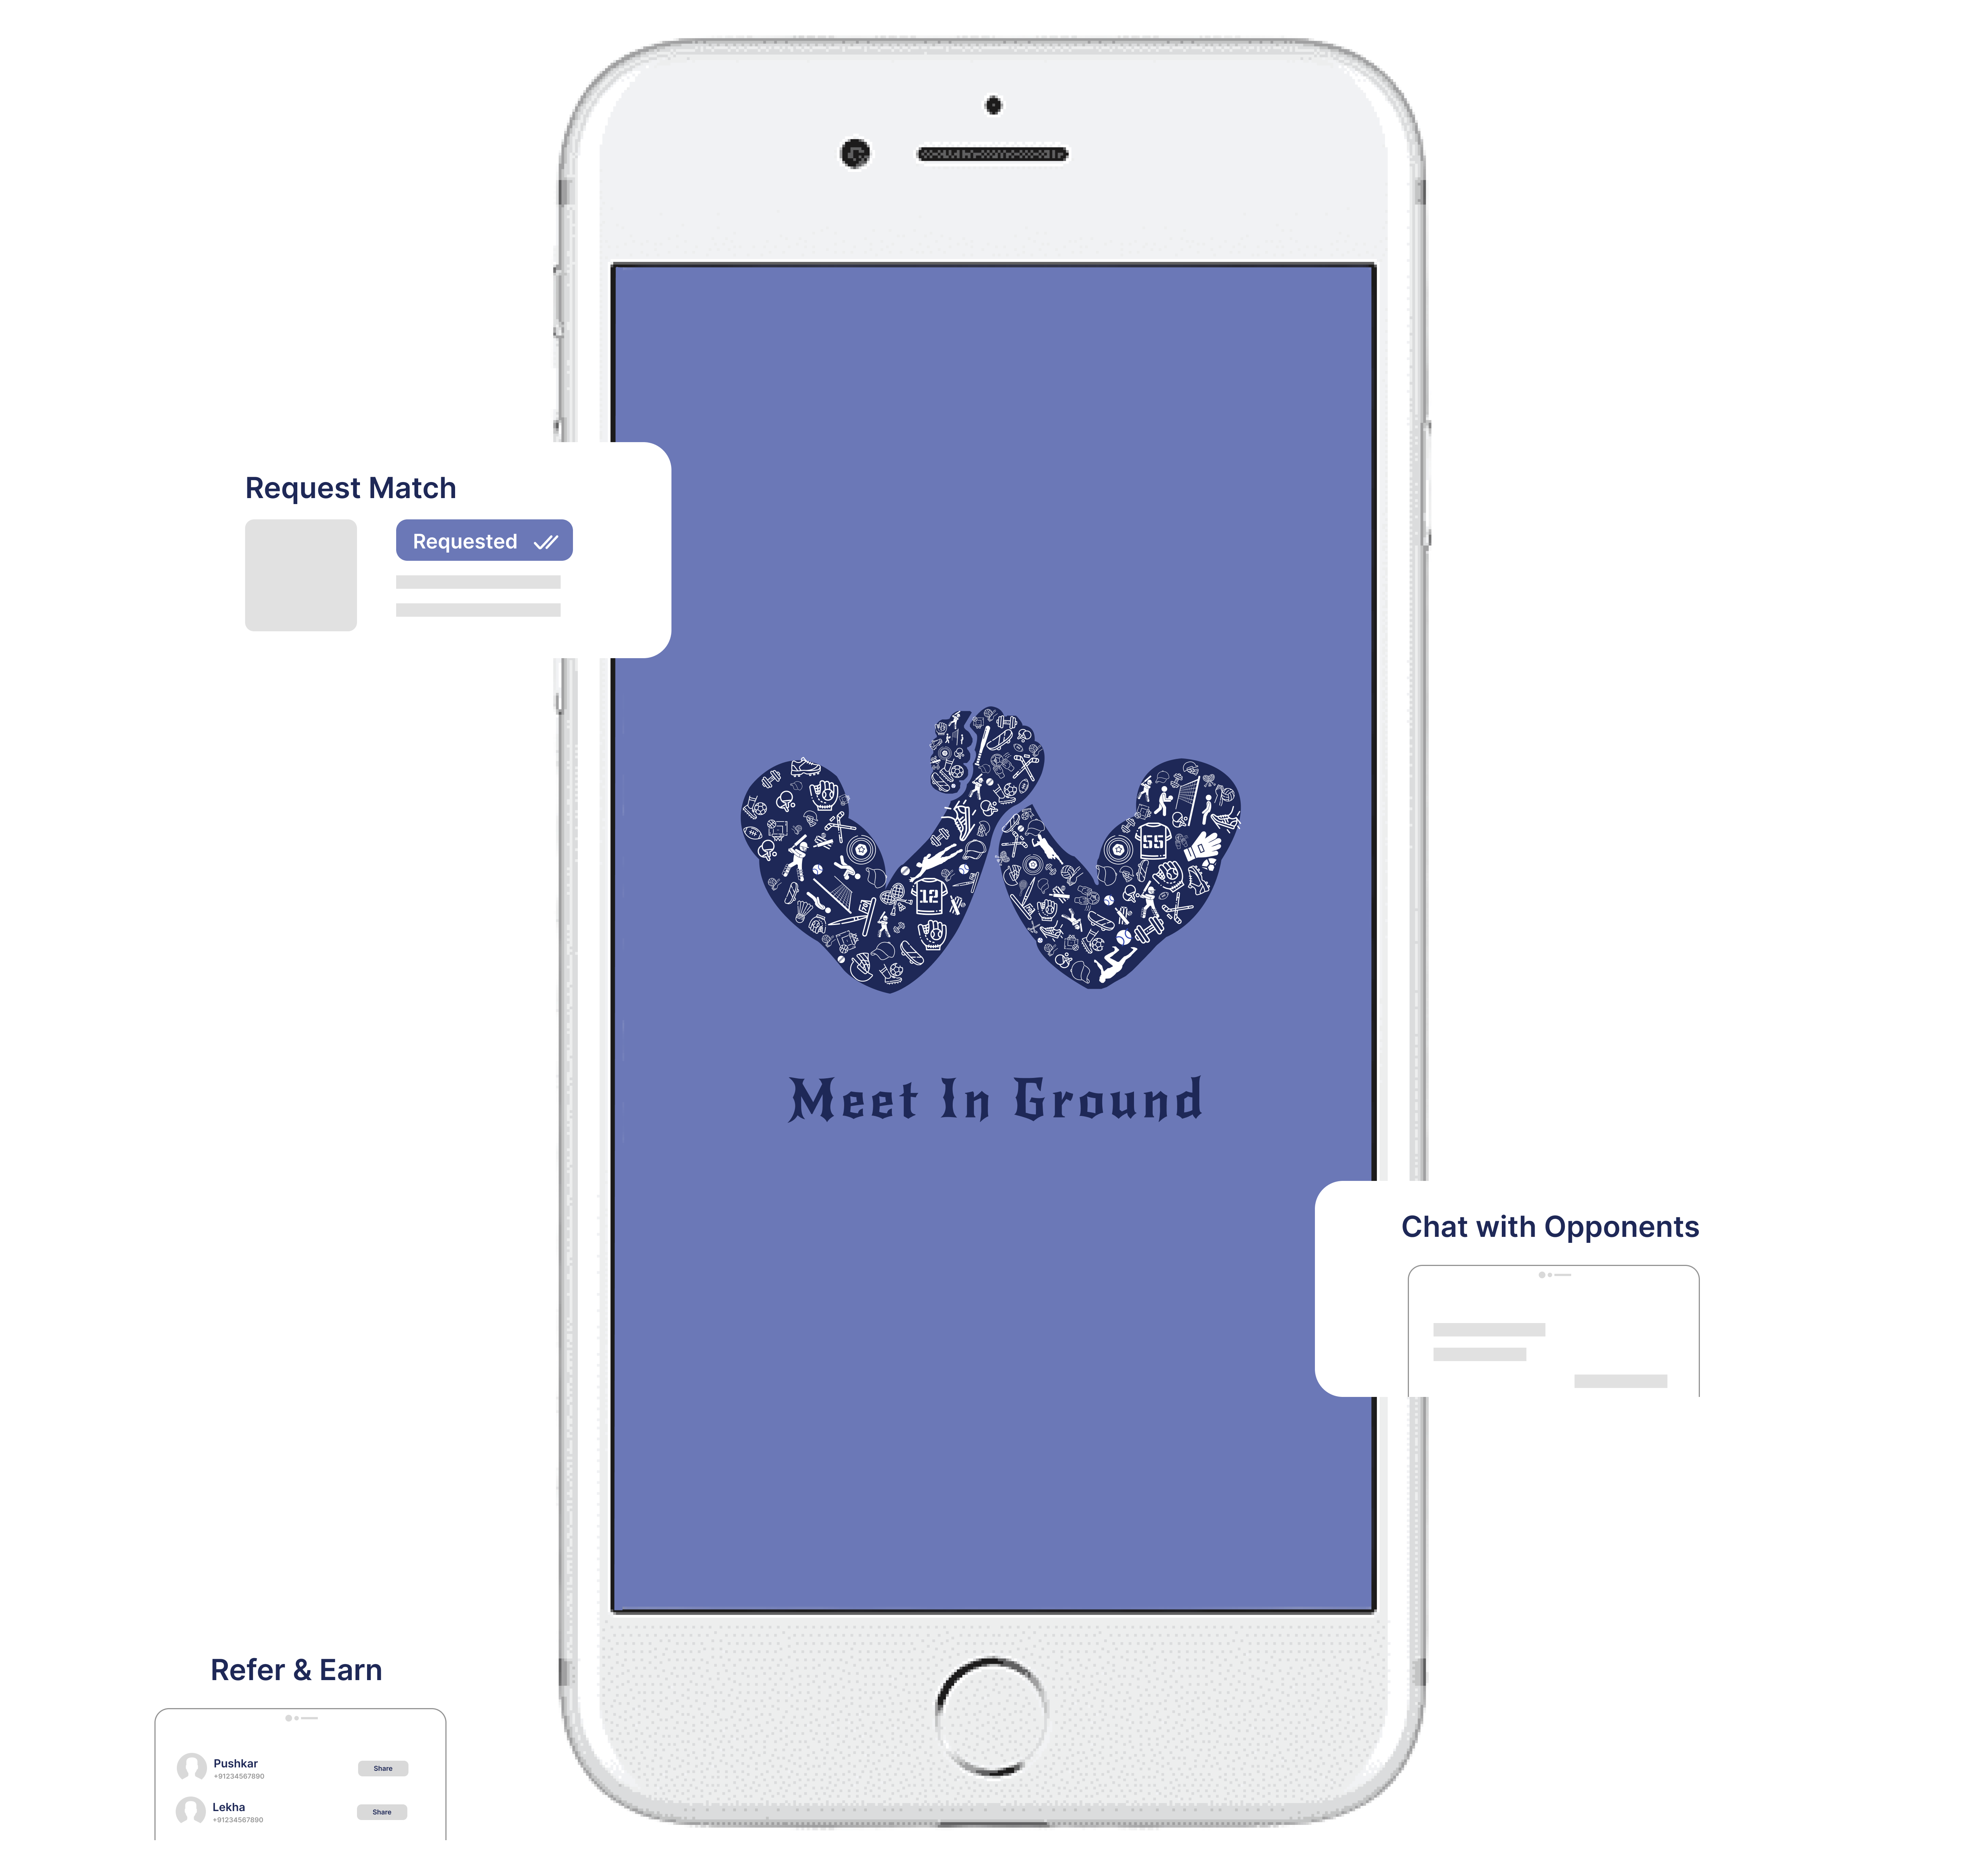 Request Match
Requested
12
55
Meet In Ground
Chat with Opponents
Refer & Earn
Pushkar
+91234567890
Share
Lekha
+91234567890
Share